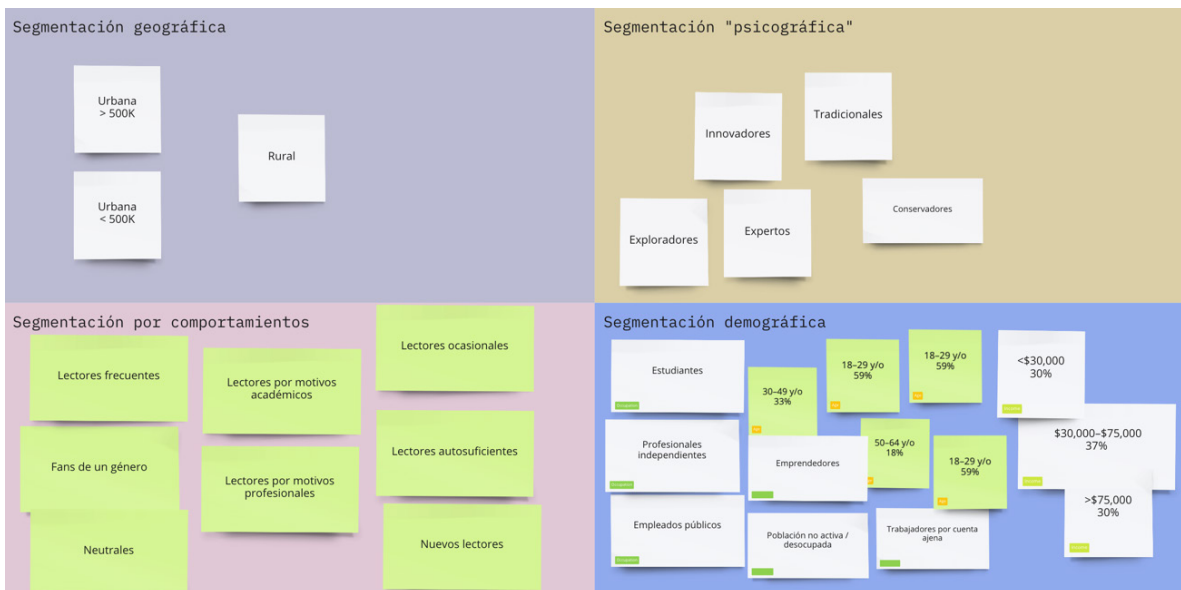 Segmentación geográfica
Urbana
> 500K
Rural
Urbana
< 500K
Segmentación "psicográfica"
Innovadores
Tradicionales
Exploradores
Expertos
Conservadores
Segmentación por comportamientos
Lectores frecuentes
Lectores por motivos
académicos
Lectores ocasionales
Fans de un género
Lectores por motivos
profesionales
Lectores autosuficientes
Neutrales
Nuevos lectores
Segmentación demográfica
Estudiantes
30–49 y/o
33%
18–29 y/o
59%
18–29 y/o
59%
<$30,000
30%
Profesionales
independientes
Emprendedores
50–64 y/o
18%
18–29 y/o
59%
$30,000–$75,000
37%
>$75,000
30%
Empleados públicos
Población no activa /
desocupada
Trabajadores por cuenta
ajena